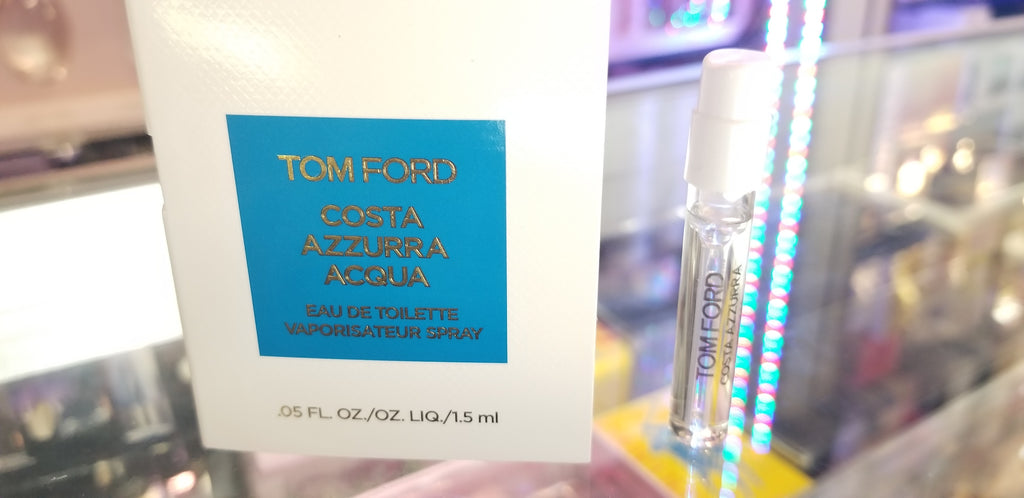 TOM FORD
COSTA
AZZURRA
ACQUA
EAU DE TOILETTE
VAPORISATEUR SPRAY
.05 FL. OZ./OZ. LIQ./1.5 ml
TOM FORD
COSTA AZZURRA